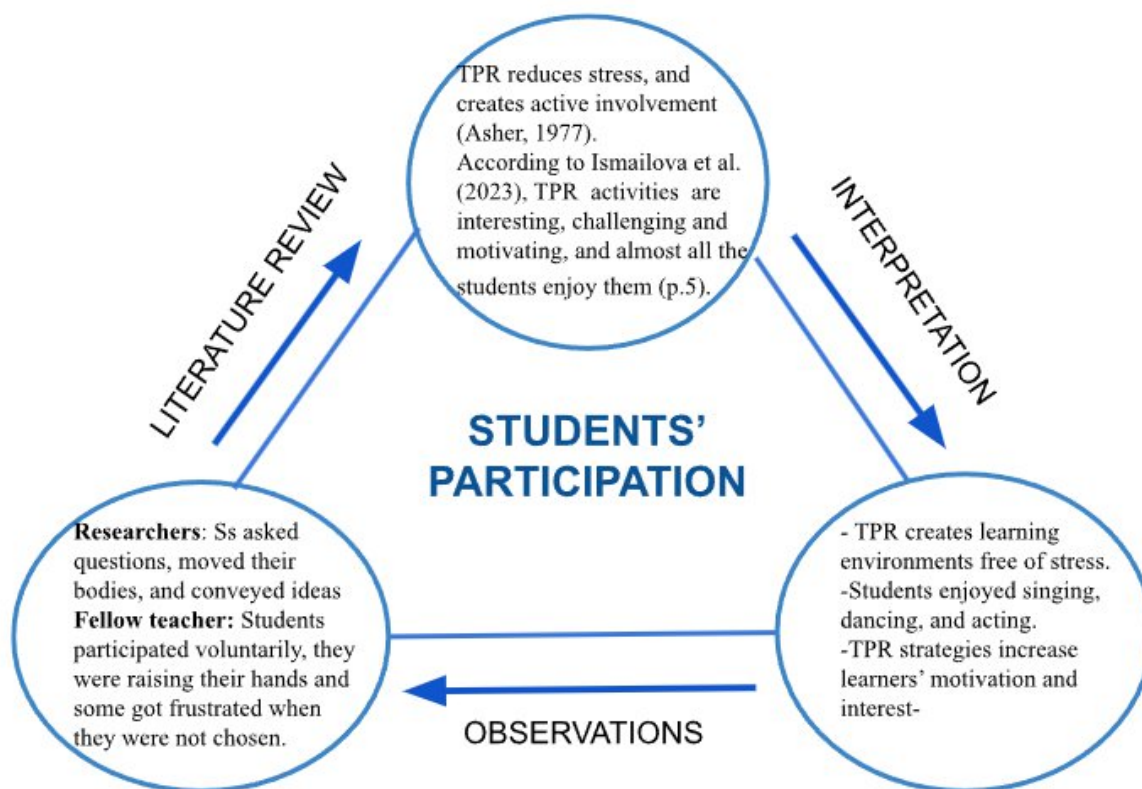 TPR reduces stress, and
creates active involvement
(Asher, 1977).
According to Ismailova et al.
(2023), TPR activities are
interesting, challenging and
motivating, and almost all the
students enjoy them (p.5).
LITERATURE REVIEW
INTERPRETATION
STUDENTS'
PARTICIPATION
Researchers: Ss asked
questions, moved their
bodies, and conveyed ideas
Fellow teacher: Students
participated voluntarily, they
were raising their hands and
some got frustrated when
they were not chosen.
- TPR creates learning
environments free of stress.
-Students enjoyed singing,
dancing, and acting.
-TPR strategies increase
learners' motivation and
interest-
OBSERVATIONS